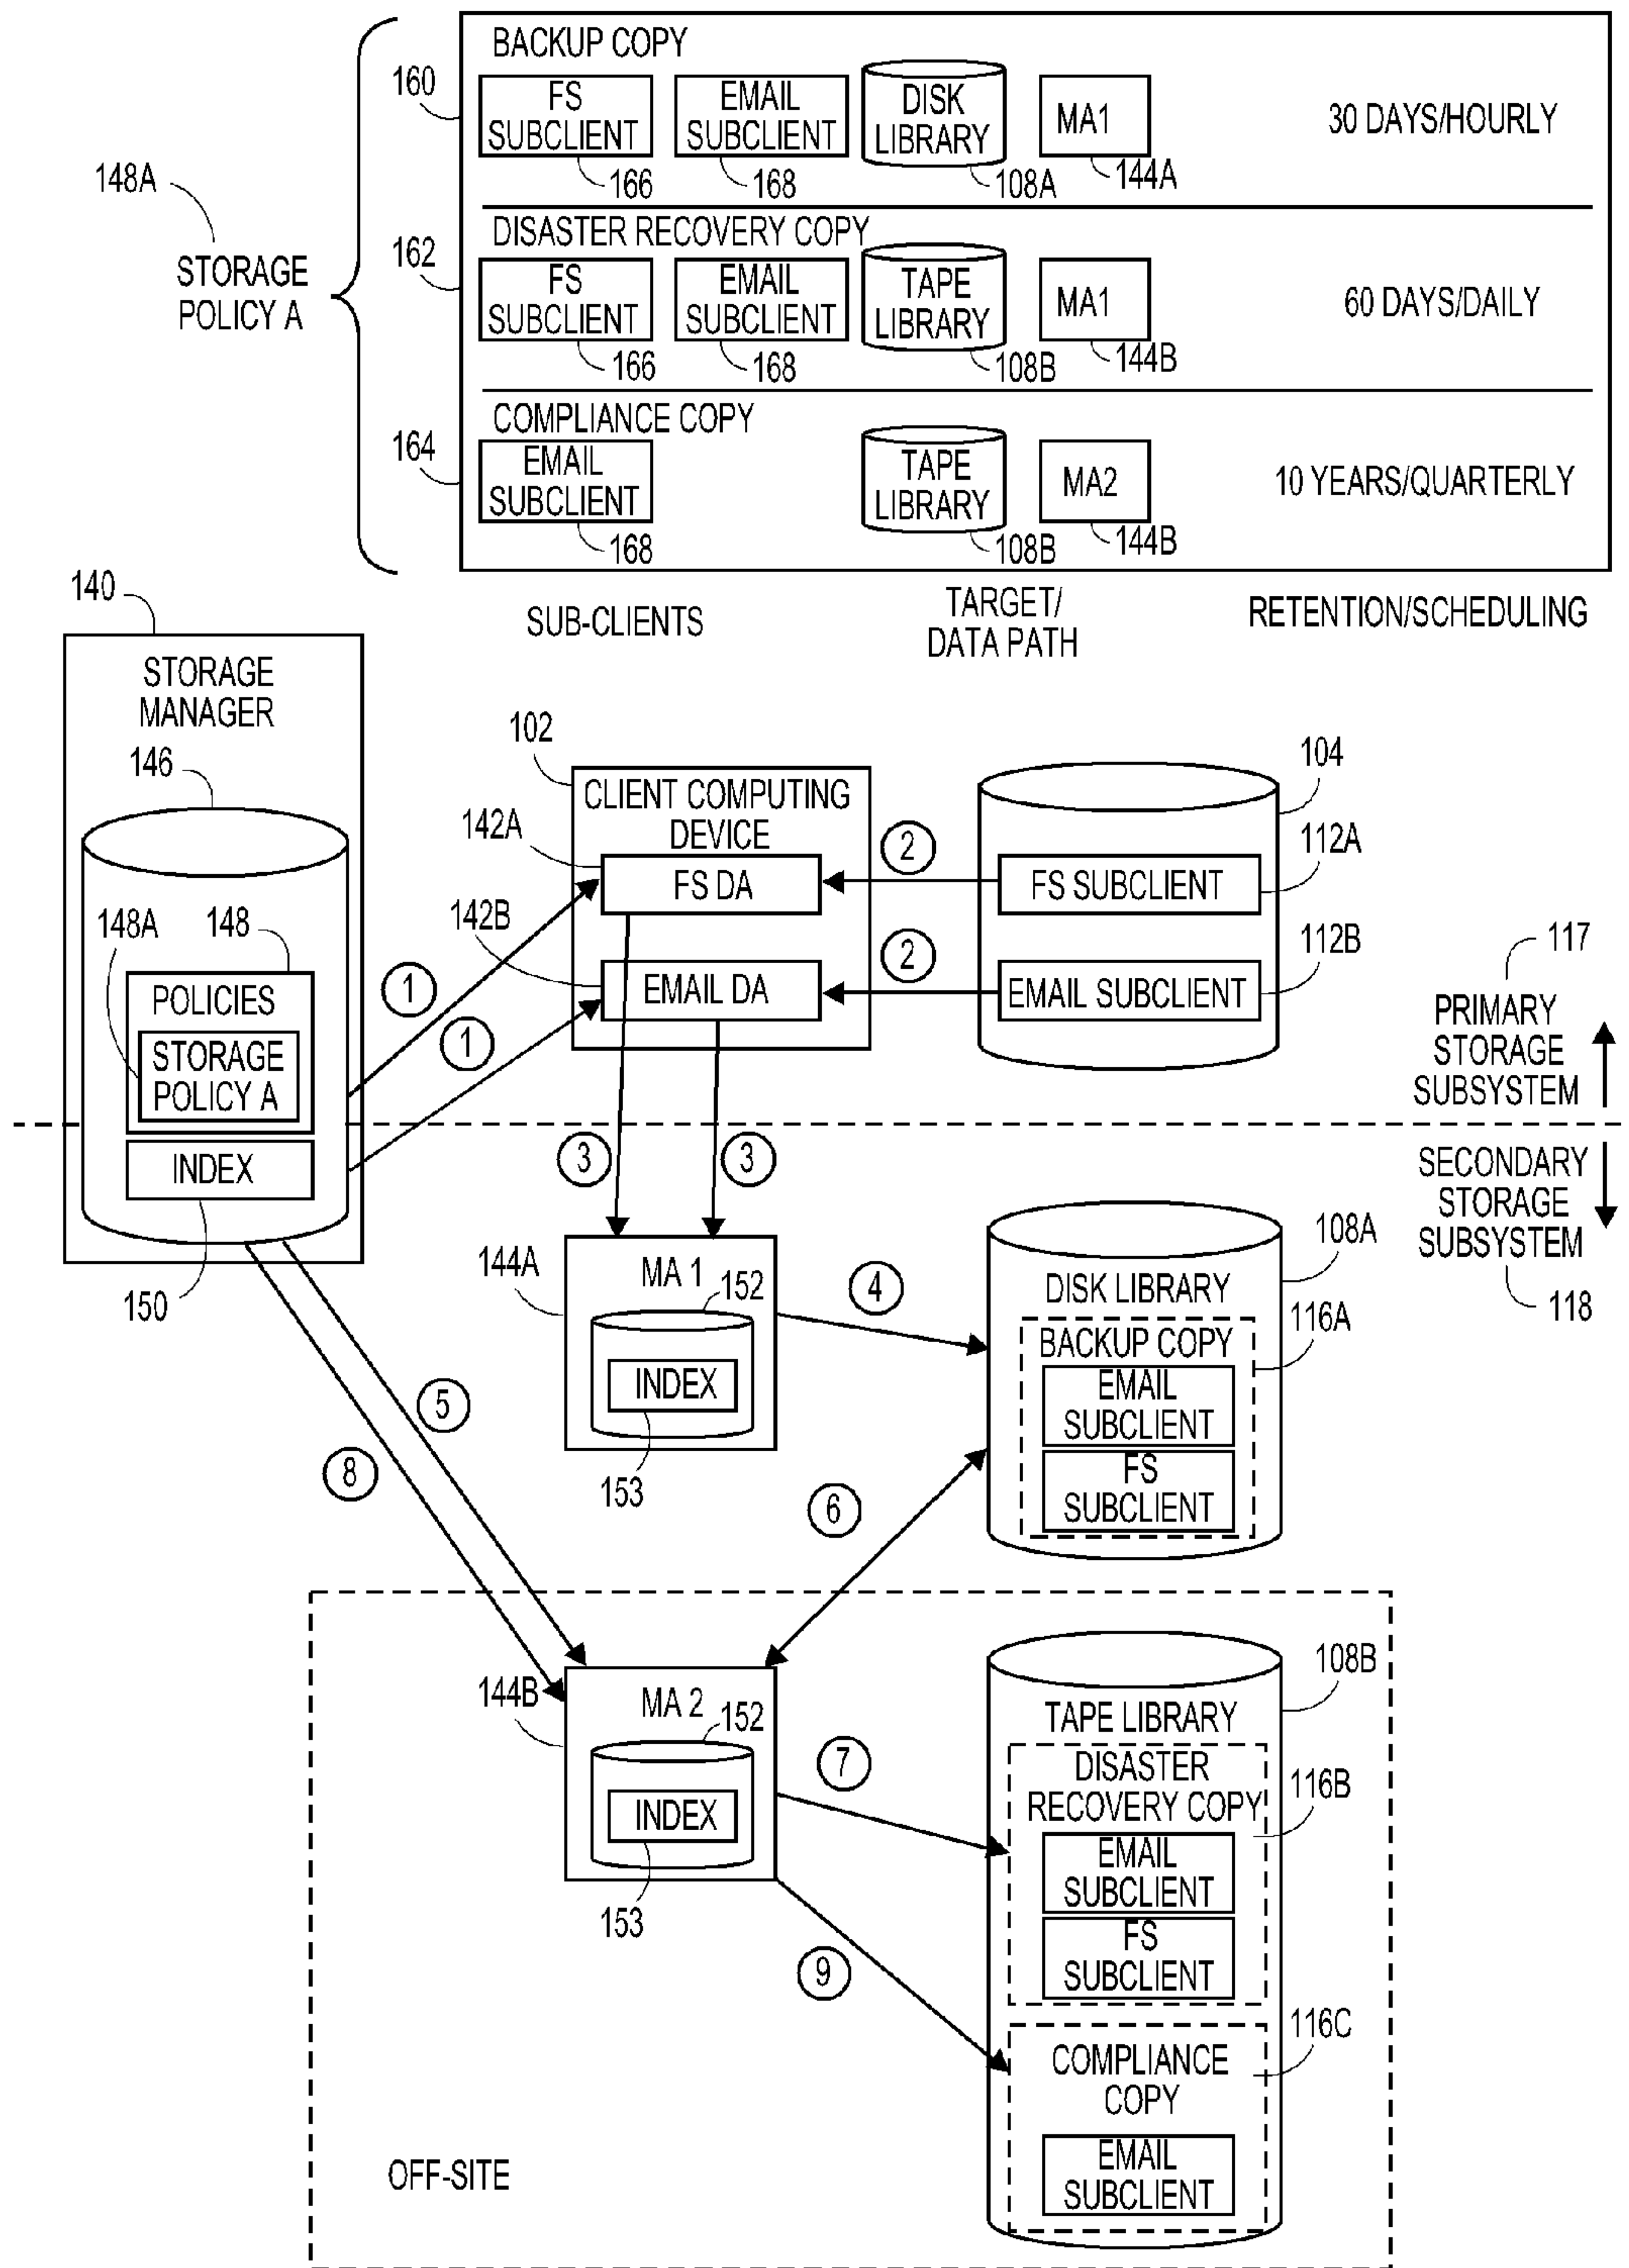 BACKUP COPY
160
FS
SUBCLIENT
EMAIL
SUBCLIENT
DISK
LIBRARY
MA1
30 DAYS/HOURLY
166
168
108A
144A
148A
STORAGE
POLICY A
DISASTER RECOVERY COPY
162
FS
SUBCLIENT
EMAIL
SUBCLIENT
TAPE
LIBRARY
MA1
60 DAYS/DAILY
166
168
108B
144B
COMPLIANCE COPY
164
EMAIL
SUBCLIENT
TAPE
LIBRARY
MA2
10 YEARS/QUARTERLY
168
108B
144B
SUB-CLIENTS
TARGET/
DATA PATH
RETENTION/SCHEDULING
140
STORAGE
MANAGER
146
148A
148
POLICIES
STORAGE
POLICY A
INDEX
150
102
CLIENT COMPUTING
DEVICE
142A
FS DA
142B
EMAIL DA
104
FS SUBCLIENT
112A
EMAIL SUBCLIENT
112B
1
1
2
2
117
PRIMARY
STORAGE
SUBSYSTEM
SECONDARY
STORAGE
SUBSYSTEM
118
3
3
144A
MA 1
152
INDEX
153
4
108A
DISK LIBRARY
116A
BACKUP COPY
EMAIL
SUBCLIENT
FS
SUBCLIENT
5
8
6
144B
MA 2
152
INDEX
153
7
9
108B
TAPE LIBRARY
DISASTER
RECOVERY COPY
116B
EMAIL
SUBCLIENT
FS
SUBCLIENT
116C
COMPLIANCE
COPY
EMAIL
SUBCLIENT
OFF-SITE